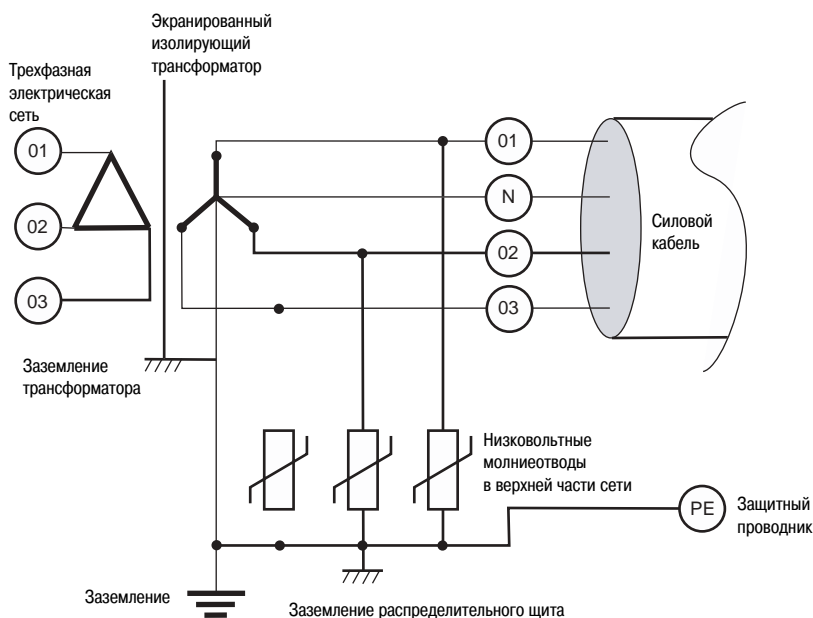 Экранированный
изолирующий
трансформатор
Трехфазная
электрическая
сеть
01
02
03
01
N
02
03
Силовой
кабель
Заземление
трансформатора
Низковольтные
молниеотводы
в верхней части сети
PE
Защитный
проводник
Заземление
Заземление распределительного щита